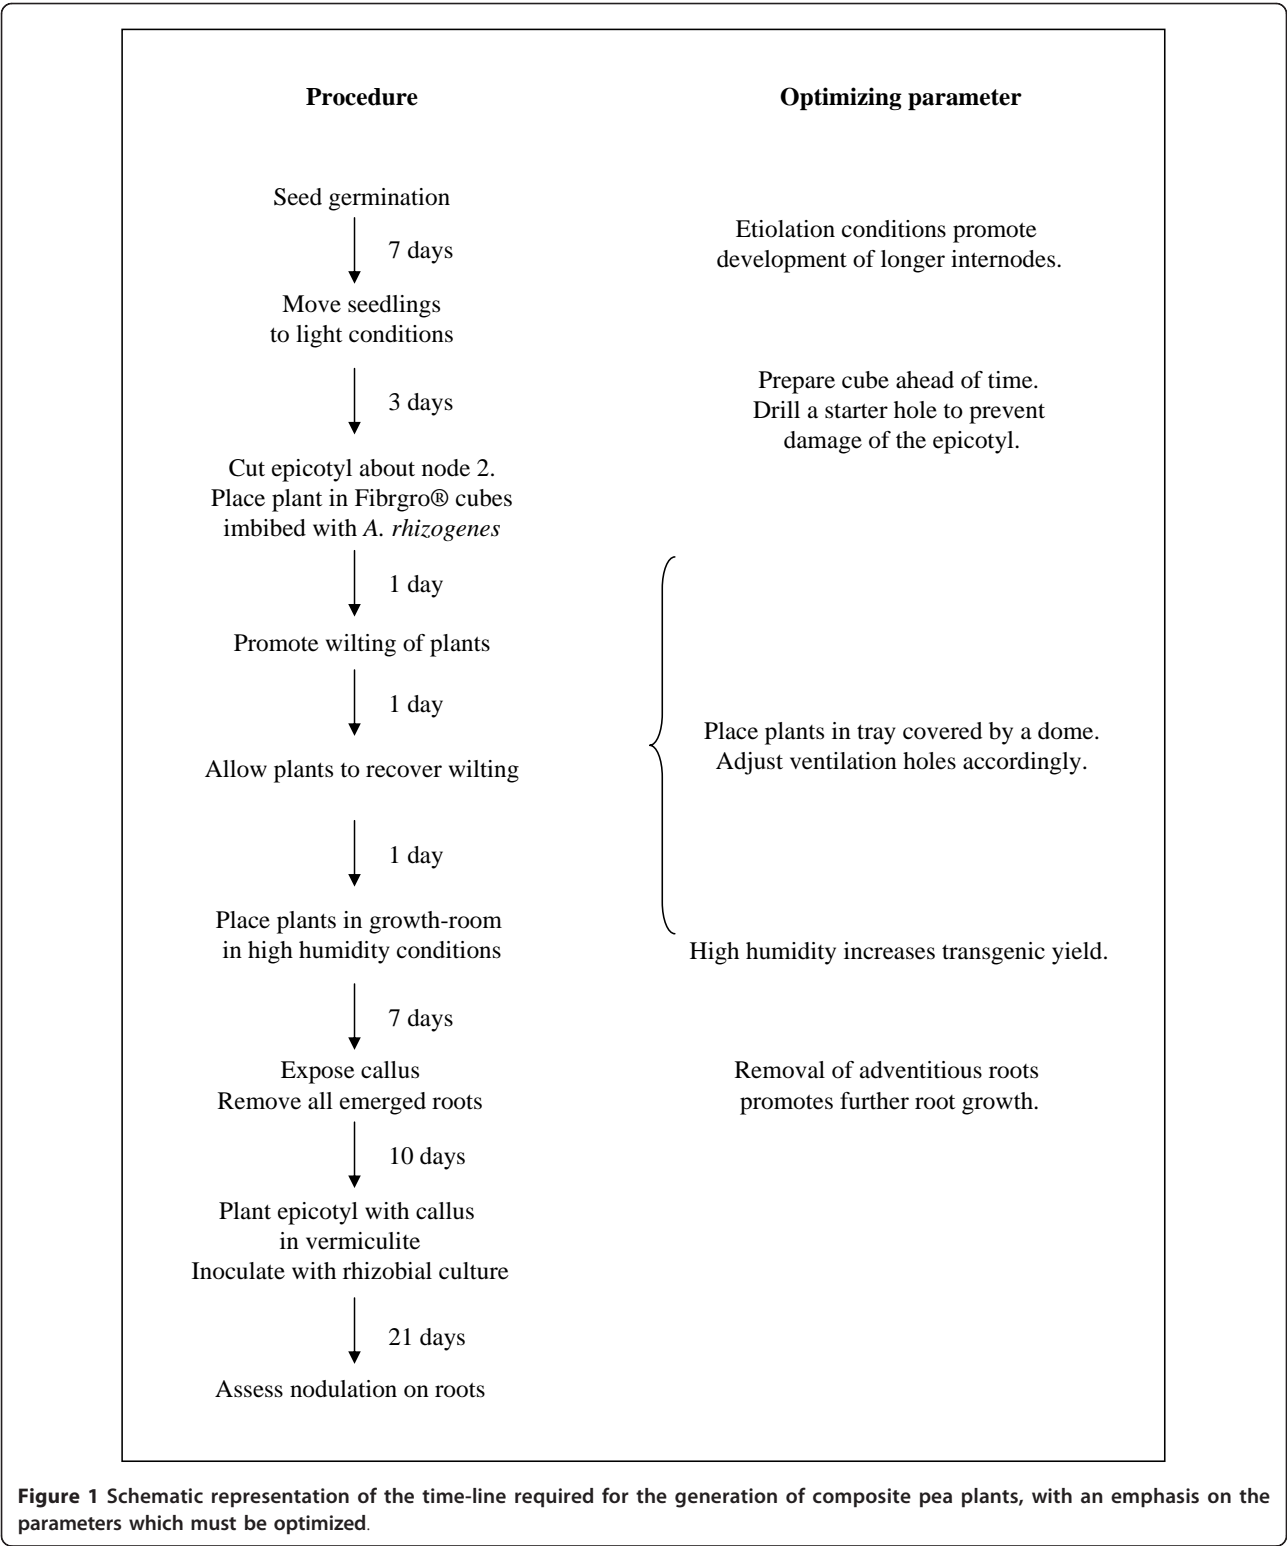 Procedure
Optimizing parameter
Seed germination
7 days
Etiolation conditions promote
development of longer internodes.
Move seedlings
to light conditions
3 days
Prepare cube ahead of time.
Drill a starter hole to prevent
damage of the epicotyl.
Cut epicotyl about node 2.
Place plant in Fibrgro® cubes
imbibed with A. rhizogenes
1 day
Promote wilting of plants
1 day
Allow plants to recover wilting
Place plants in tray covered by a dome.
Adjust ventilation holes accordingly.
1 day
Place plants in growth-room
in high humidity conditions
High humidity increases transgenic yield.
7 days
Expose callus
Remove all emerged roots
Removal of adventitious roots
promotes further root growth.
10 days
Plant epicotyl with callus
in vermiculite
Inoculate with rhizobial culture
21 days
Assess nodulation on roots
Figure 1 Schematic representation of the time-line required for the generation of composite pea plants, with an emphasis on the
parameters which must be optimized.